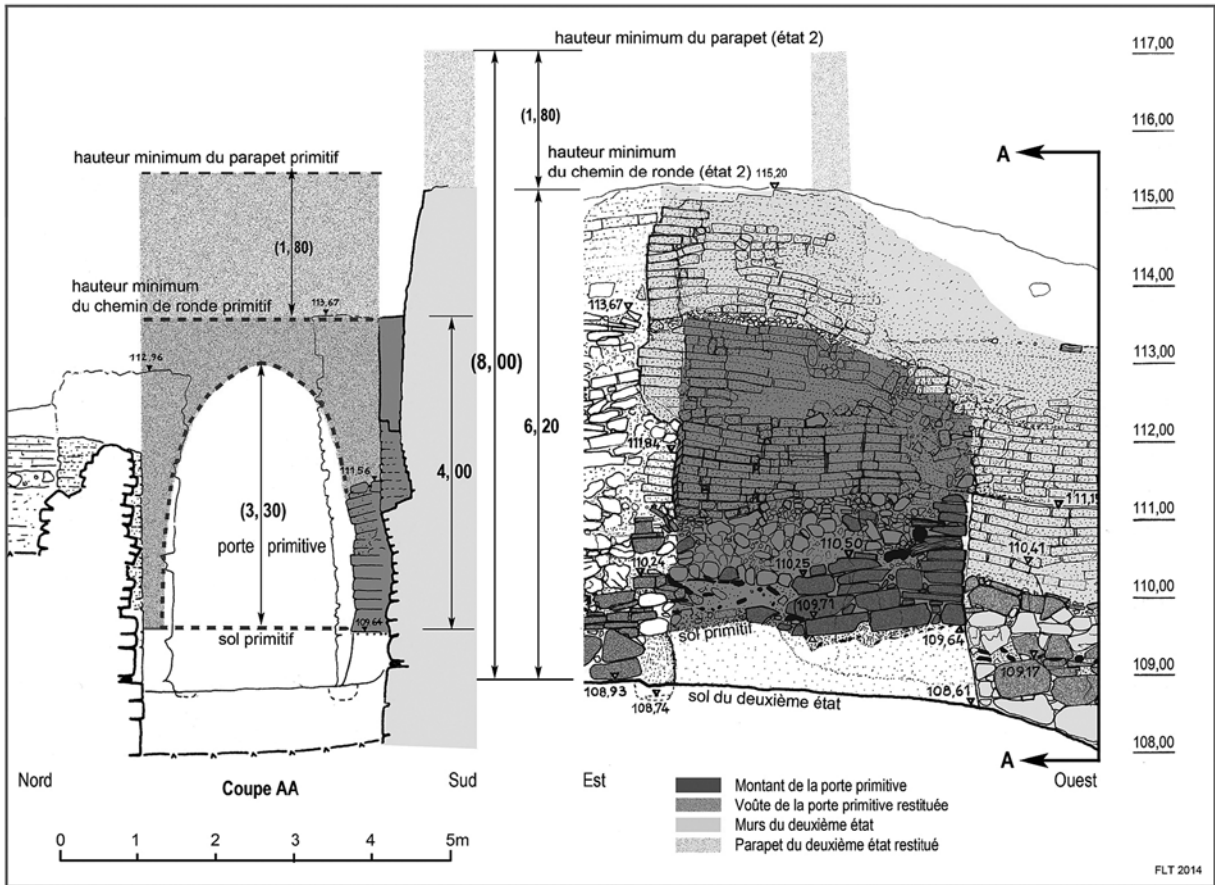 hauteur minimum du parapet (état 2)
117,00
(1, 80)
116,00
hauteur minimum du parapet primitif
hauteur minimum
du chemin de ronde (état 2) 115,20
A
115,00
(1, 80)
114,00
hauteur minimum
du chemin de ronde primitif
113,67
113,67
113,00
112,96
(8, 00)
112,00
6, 20
111,84
4, 00
111,56
111,00
(3, 30)
porte primitive
110,50
110,41
110,24
110,25
110,00
109,71
109,64
sol primitif
sol primitif
109,64
109,17
109,00
108,93
108,74
sol du deuxième état
108,61
108,00
A
Nord
Coupe AA
Sud
Est
Ouest
Montant de la porte primitive
Voûte de la porte primitive restituée
Murs du deuxième état
Parapet du deuxième état restitué
0 1 2 3 4 5m
FLT 2014